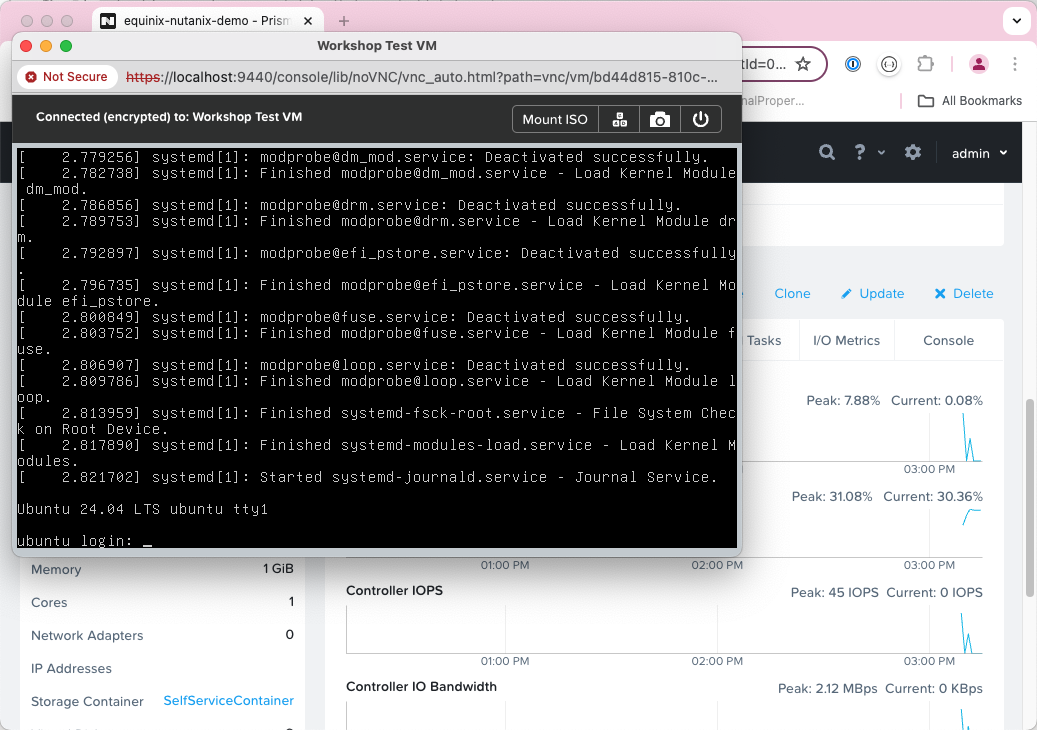 equinix-nutanix-demo - Prism
Workshop Test VM
Not Secure
https://localhost:9440/console/lib/noVNC/vnc_auto.html?path=vnc/vm/bd44d815-810c-...
tId=0...
nalProper...
All Bookmarks
Connected (encrypted) to: Workshop Test VM
Mount ISO
?
admin
[    2.779256] systemd[1]: modprobe@dm_mod.service: Deactivated successfully.
[    2.782738] systemd[1]: Finished modprobe@dm_mod.service - Load Kernel Module
 dm_mod.
[    2.786856] systemd[1]: modprobe@drm.service: Deactivated successfully.
[    2.789753] systemd[1]: Finished modprobe@drm.service - Load Kernel Module dr
m.
[    2.792897] systemd[1]: modprobe@efi_pstore.service: Deactivated successfully
.
[    2.796735] systemd[1]: Finished modprobe@efi_pstore.service - Load Kernel Mo
dule efi_pstore.
[    2.800849] systemd[1]: modprobe@fuse.service: Deactivated successfully.
[    2.803752] systemd[1]: Finished modprobe@fuse.service - Load Kernel Module f
use.
[    2.806907] systemd[1]: modprobe@loop.service: Deactivated successfully.
[    2.809786] systemd[1]: Finished modprobe@loop.service - Load Kernel Module l
oop.
[    2.813959] systemd[1]: Finished systemd-fsck-root.service - File System Chec
k on Root Device.
[    2.817890] systemd[1]: Finished systemd-modules-load.service - Load Kernel M
odules.
[    2.821702] systemd[1]: Started systemd-journald.service - Journal Service.
Ubuntu 24.04 LTS ubuntu tty1
ubuntu login: _
Clone
Update
Delete
Tasks
I/O Metrics
Console
Peak: 7.88% Current: 0.08%
03:00 PM
Peak: 31.08% Current: 30.36%
01:00 PM
02:00 PM
03:00 PM
Memory 1 GiB
Cores 1
Network Adapters 0
IP Addresses
Storage Container SelfServiceContainer
Controller IOPS
Peak: 45 IOPS Current: 0 IOPS
01:00 PM
02:00 PM
03:00 PM
Controller IO Bandwidth
Peak: 2.12 MBps Current: 0 KBps